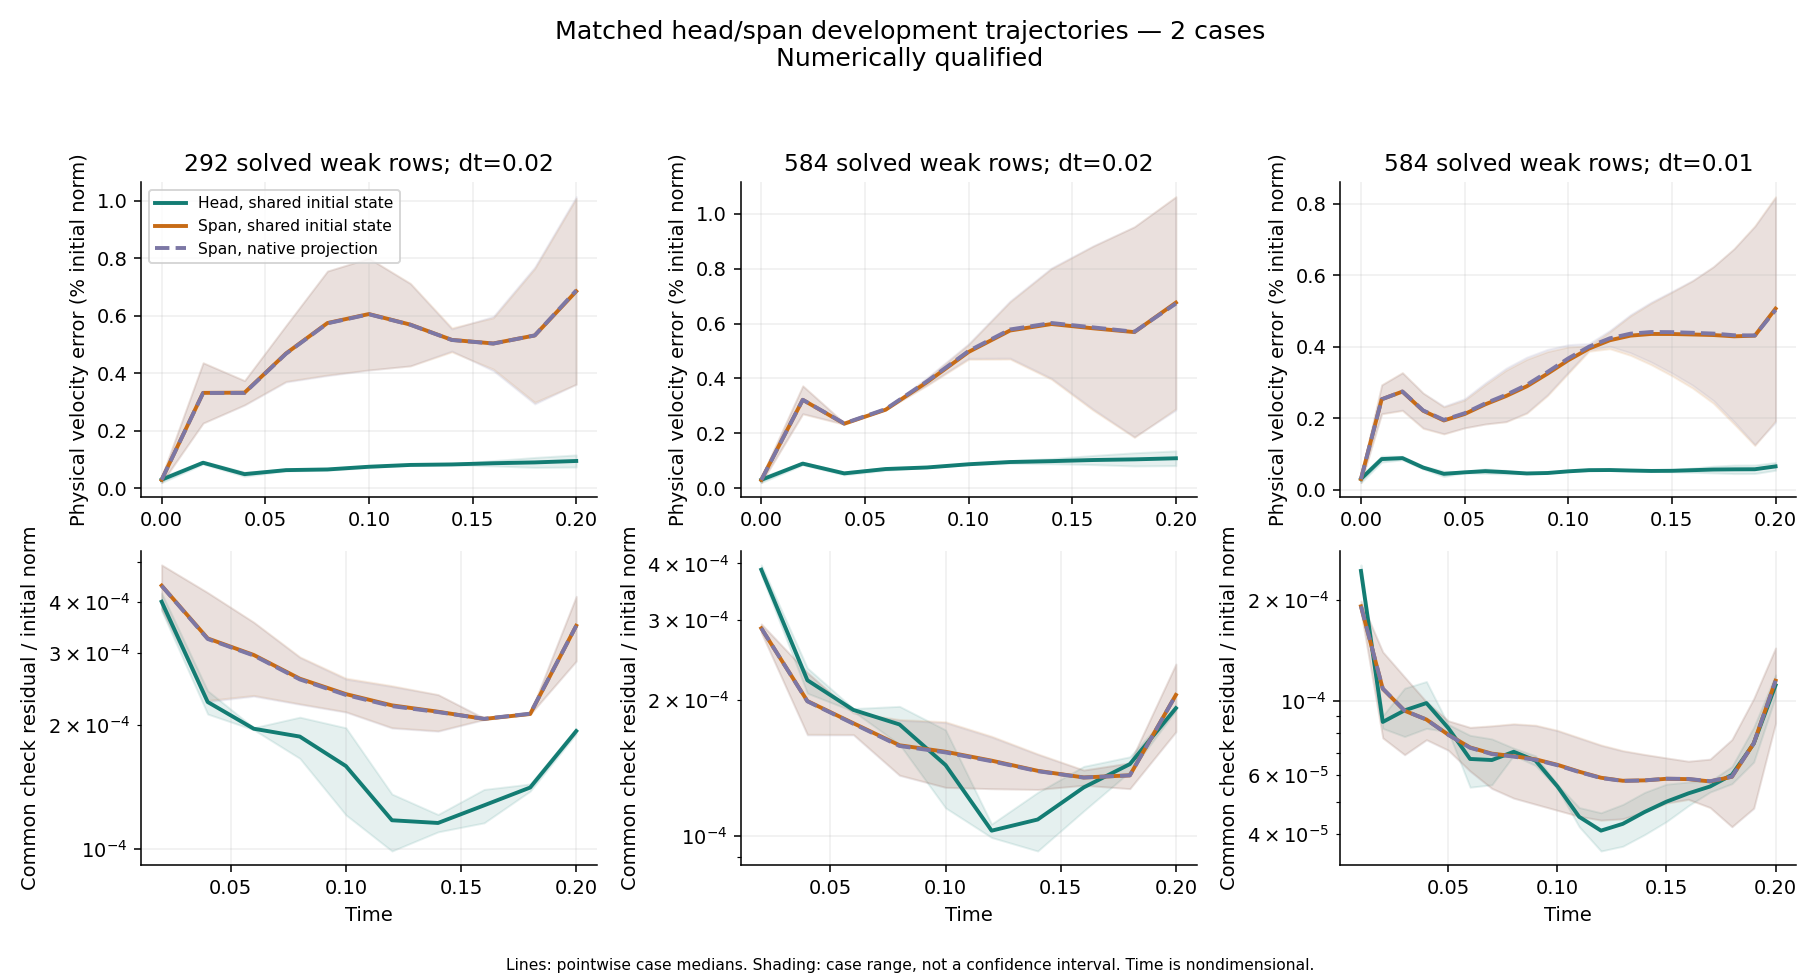 Matched head/span development trajectories — 2 cases
Numerically qualified
292 solved weak rows; dt=0.02
Physical velocity error (% initial norm)
1.0
0.8
0.6
0.4
0.2
0.0
Head, shared initial state
Span, shared initial state
Span, native projection
0.00 0.05 0.10 0.15 0.20
584 solved weak rows; dt=0.02
Physical velocity error (% initial norm)
1.0
0.8
0.6
0.4
0.2
0.0
0.00 0.05 0.10 0.15 0.20
584 solved weak rows; dt=0.01
Physical velocity error (% initial norm)
0.8
0.6
0.4
0.2
0.0
0.00 0.05 0.10 0.15 0.20
Common check residual / initial norm
4 × 10⁻⁴
3 × 10⁻⁴
2 × 10⁻⁴
10⁻⁴
0.05 0.10 0.15 0.20
Time
Common check residual / initial norm
4 × 10⁻⁴
3 × 10⁻⁴
2 × 10⁻⁴
10⁻⁴
0.05 0.10 0.15 0.20
Time
Common check residual / initial norm
2 × 10⁻⁴
10⁻⁴
6 × 10⁻⁵
4 × 10⁻⁵
0.05 0.10 0.15 0.20
Time
Lines: pointwise case medians. Shading: case range, not a confidence interval. Time is nondimensional.